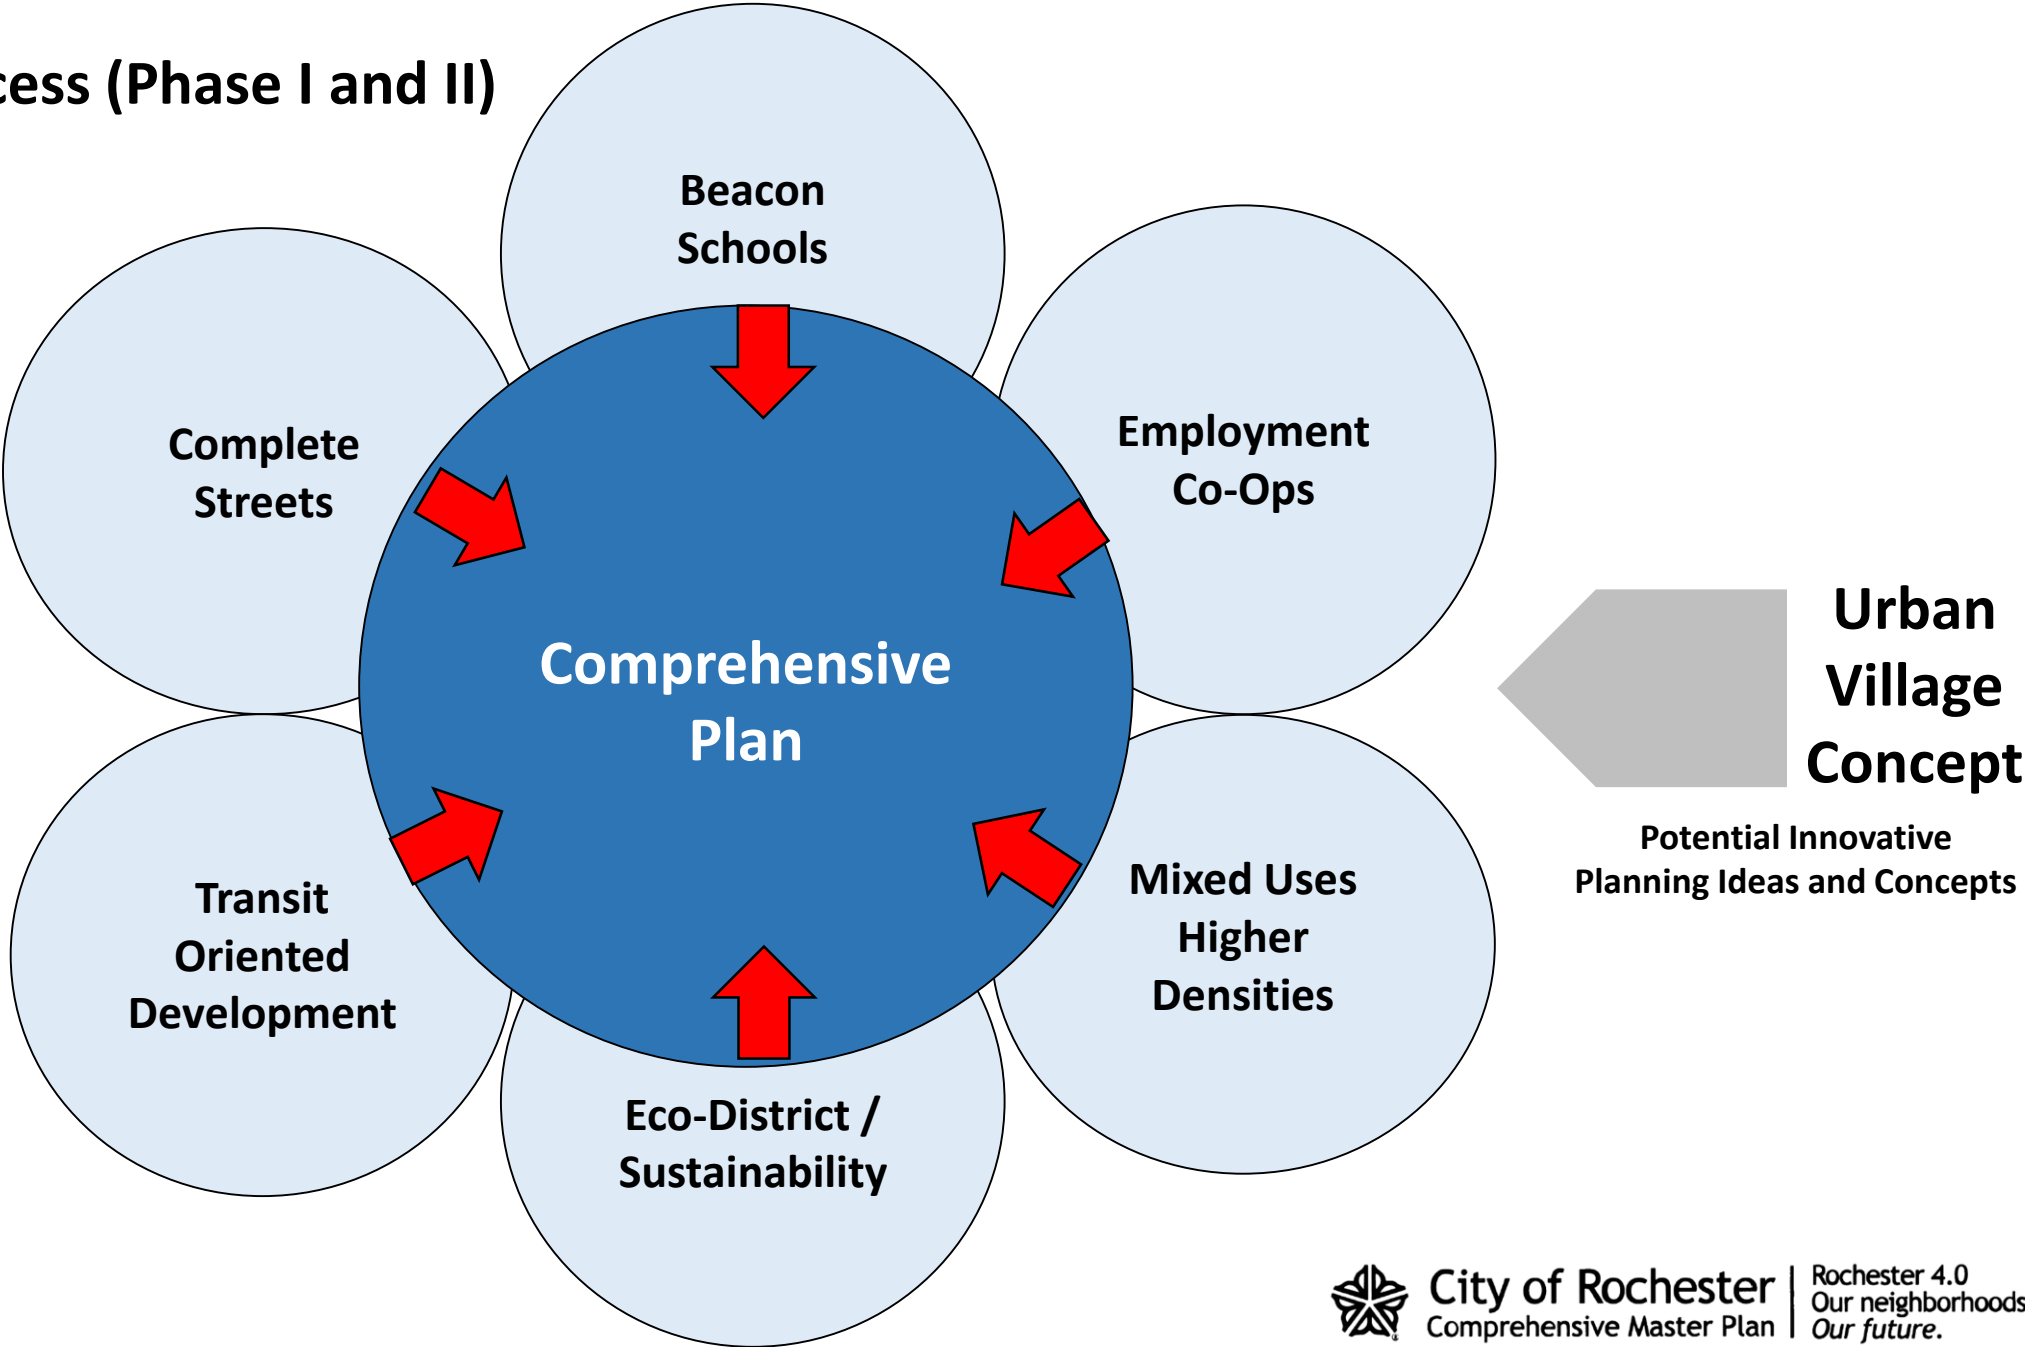 cess (Phase I and II)
Beacon
Schools
Complete
Streets
Employment
Co-Ops
Comprehensive
Plan
Urban
Village
Concept
Potential Innovative
Planning Ideas and Concepts
Transit
Oriented
Development
Mixed Uses
Higher
Densities
Eco-District /
Sustainability
City of Rochester
Comprehensive Master Plan
Rochester 4.0
Our neighborhoods
Our future.